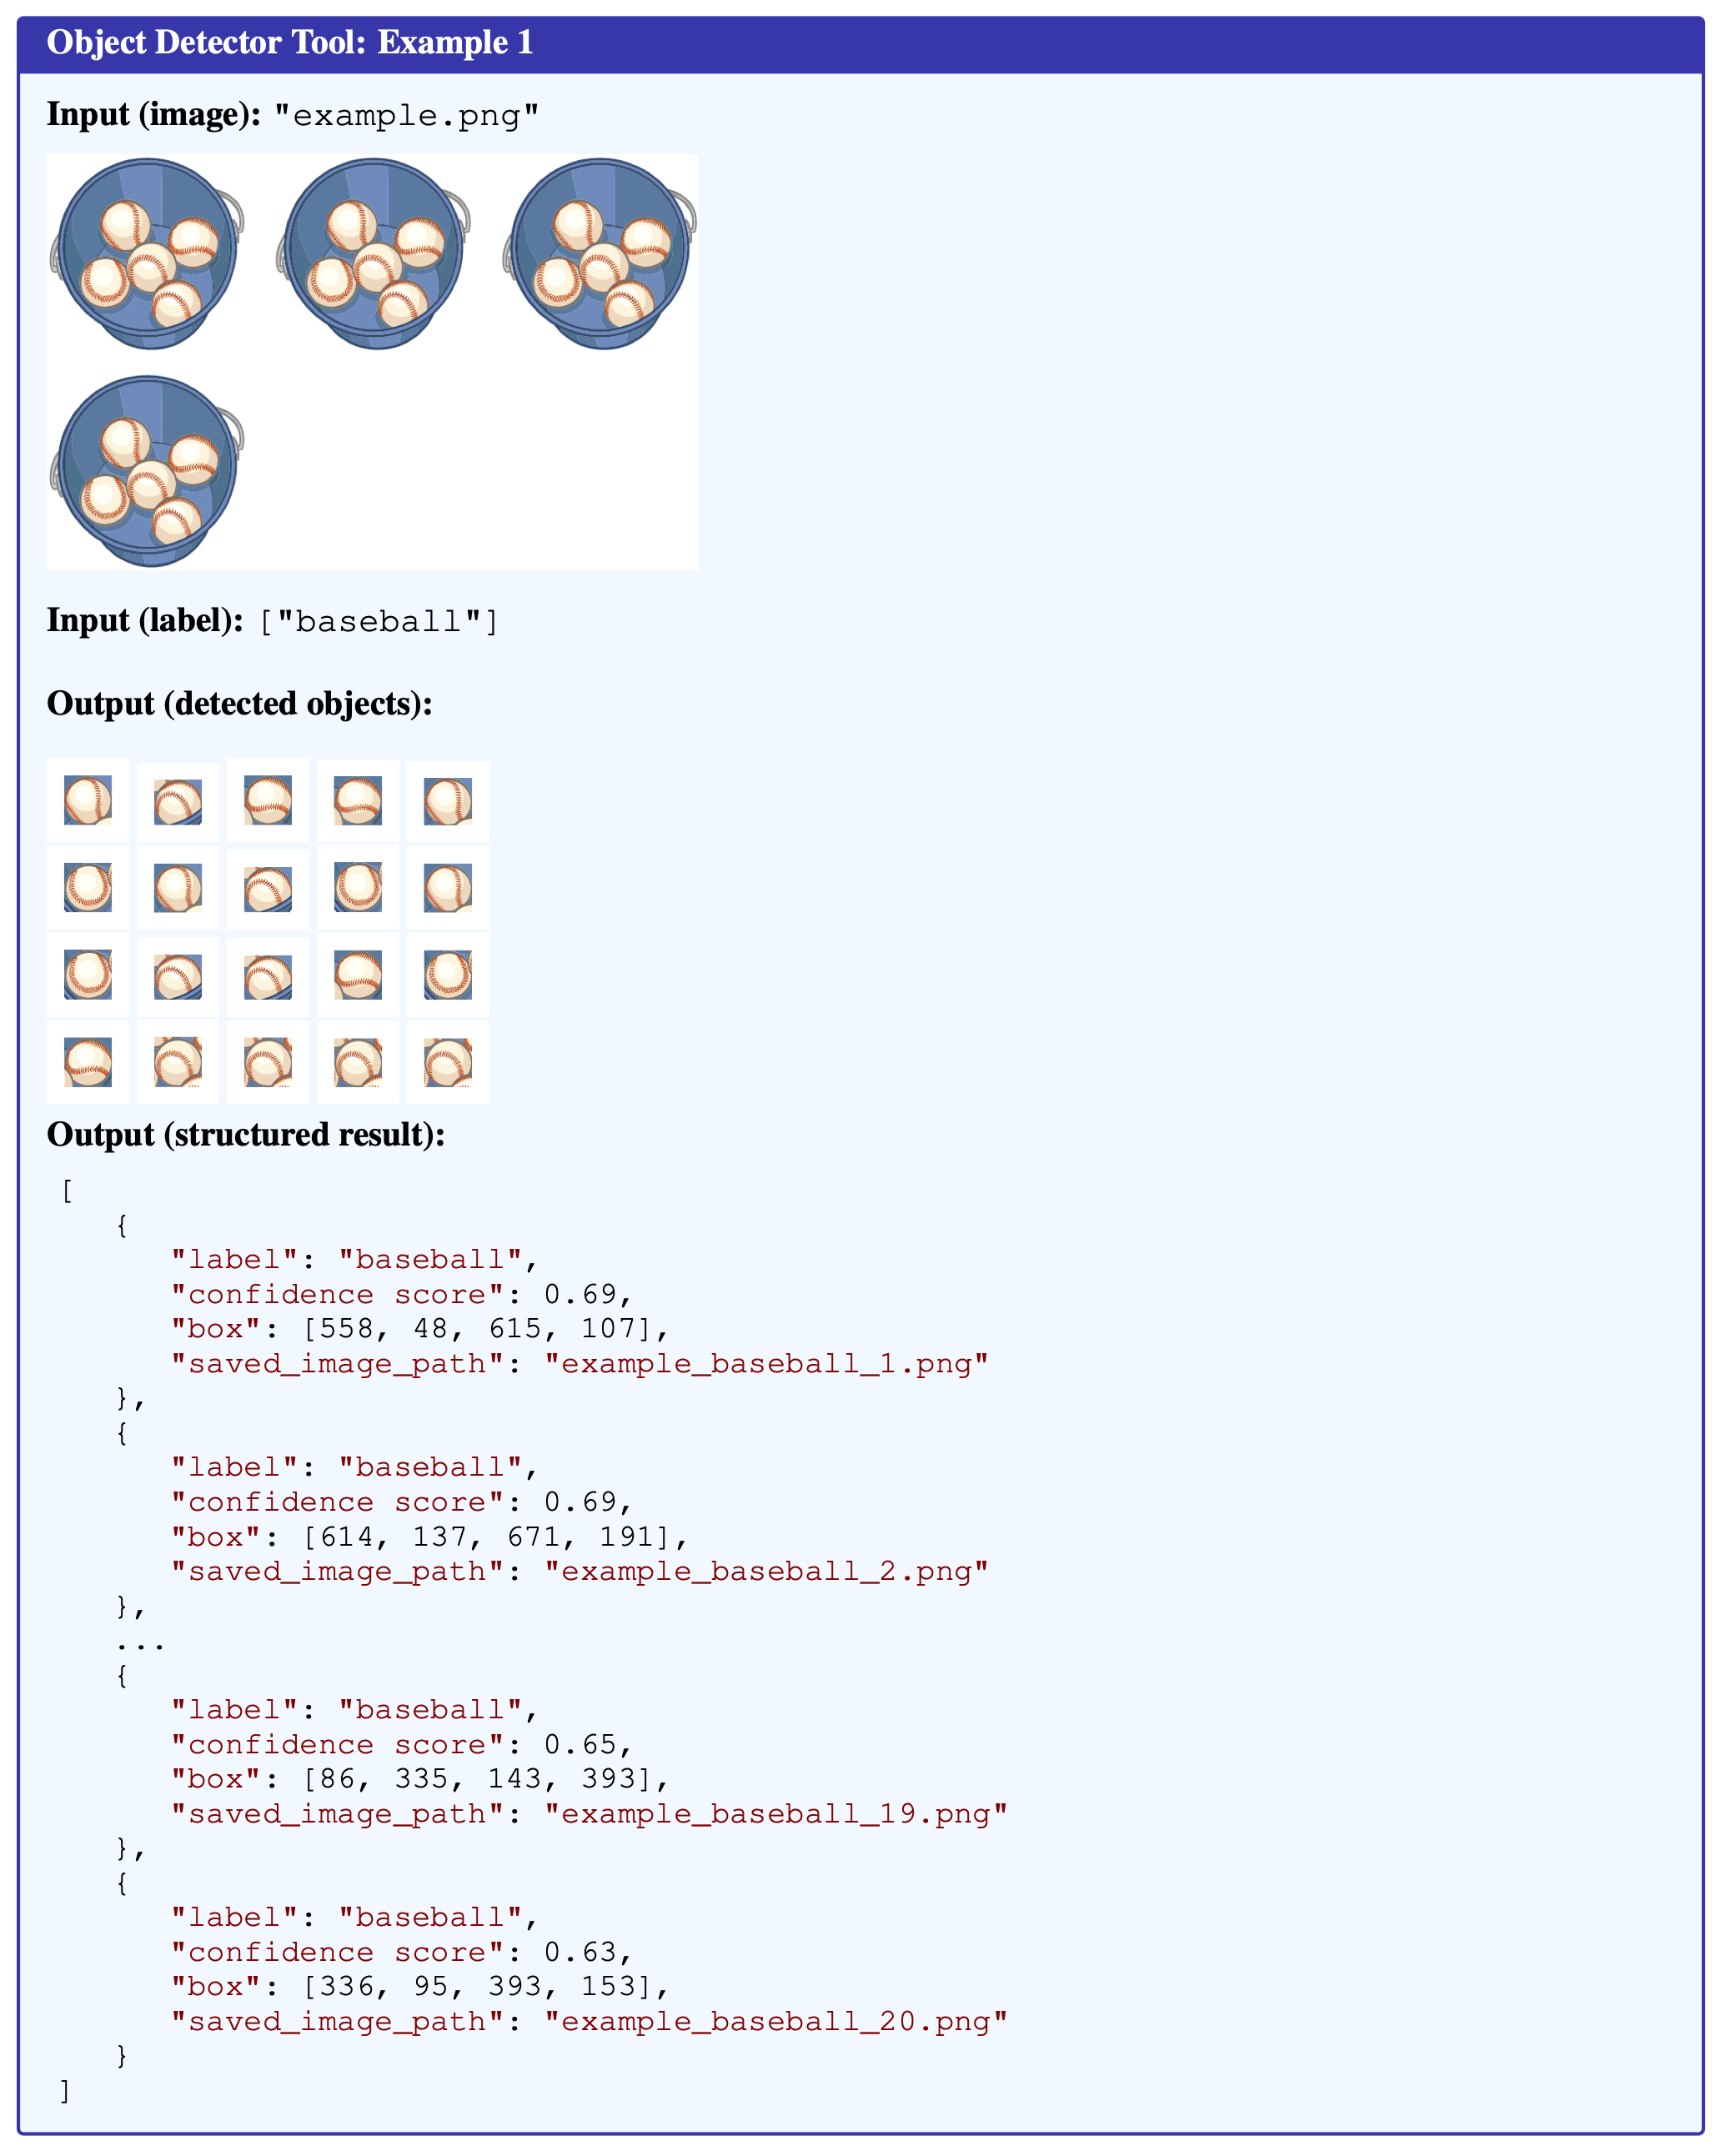 Object Detector Tool: Example 1
Input (image): "example.png"
Input (label): ["baseball"]
Output (detected objects):
Output (structured result):
[
{
"label": "baseball",
"confidence score": 0.69,
"box": [558, 48, 615, 107],
"saved_image_path": "example_baseball_1.png"
},
{
"label": "baseball",
"confidence score": 0.69,
"box": [614, 137, 671, 191],
"saved_image_path": "example_baseball_2.png"
},
...
{
"label": "baseball",
"confidence score": 0.65,
"box": [86, 335, 143, 393],
"saved_image_path": "example_baseball_19.png"
},
{
"label": "baseball",
"confidence score": 0.63,
"box": [336, 95, 393, 153],
"saved_image_path": "example_baseball_20.png"
}
]